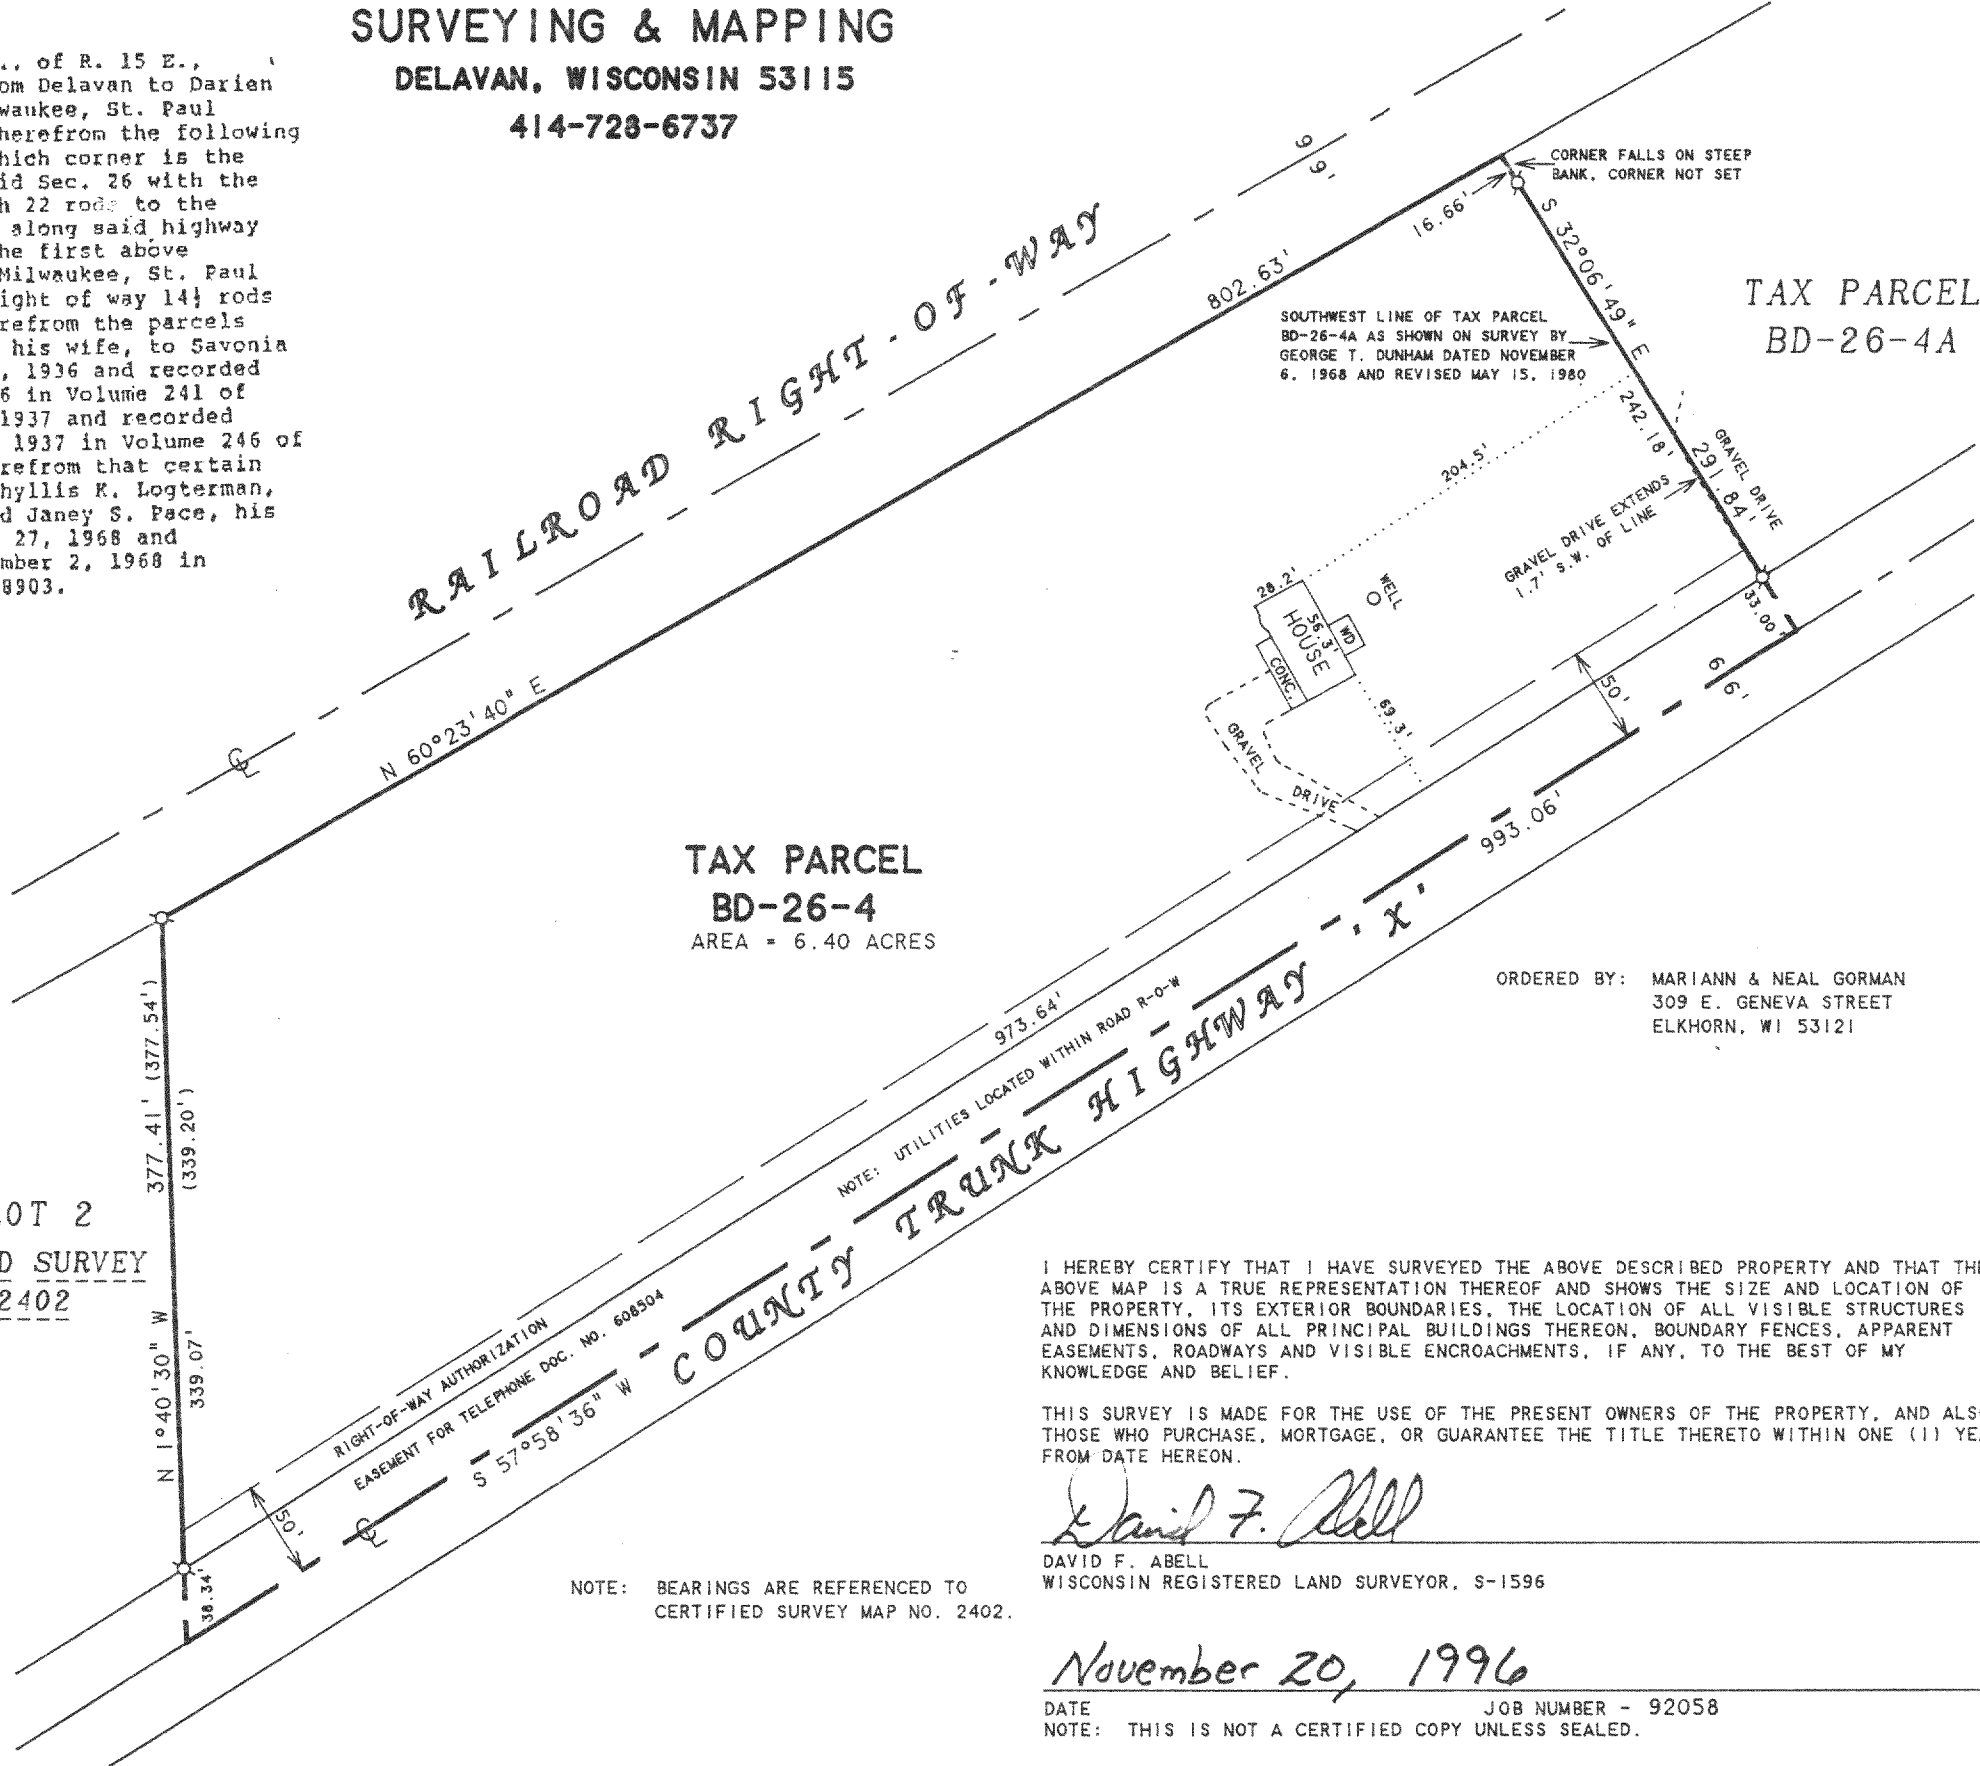 SURVEYING & MAPPING
DELAVAN, WISCONSIN 53115
414-728-6737
., of R. 15 E.,
om Delavan to Darien
waukee, St. Paul
herefrom the following
hich corner is the
id Sec. 26 with the
h 22 rods to the
along said highway
he first above
Milwaukee, St. Paul
ight of way 14½ rods
refrom the parcels
his wife, to Savonia
, 1936 and recorded
6 in Volume 241 of
1937 and recorded
1937 in Volume 246 of
refrom that certain
hyllis K. Logterman,
d Janey S. Pace, his
27, 1968 and
mber 2, 1968 in
8903.
RAILROAD RIGHT-OF-WAY
99'
CORNER FALLS ON STEEP
BANK, CORNER NOT SET
16.66'
802.63'
S 32°06'49" E
TAX PARCEL
BD-26-4A
SOUTHWEST LINE OF TAX PARCEL
BD-26-4A AS SHOWN ON SURVEY BY
GEORGE T. DUNHAM DATED NOVEMBER
6, 1968 AND REVISED MAY 15, 1980
242.18'
291.84'
GRAVEL DRIVE
204.5'
GRAVEL DRIVE EXTENDS
1.7' S.W. OF LINE
28.2'
WELL
56.3'
HOUSE
WD
CONC.
33.00'
66'
50'
69.3'
GRAVEL
DRIVE
N 60°23'40" E
CL
993.06'
TAX PARCEL
BD-26-4
AREA = 6.40 ACRES
ORDERED BY: MARIANN & NEAL GORMAN
309 E. GENEVA STREET
ELKHORN, WI 53121
377.41' (377.54')
(339.20')
973.64'
NOTE: UTILITIES LOCATED WITHIN ROAD R-O-W
COUNTY TRUNK HIGHWAY 'X'
OT 2
D SURVEY
2402
N 1°40'30" W
339.07'
RIGHT-OF-WAY AUTHORIZATION
EASEMENT FOR TELEPHONE DOC. NO. 608504
S 57°58'36" W
50'
CL
38.34'
NOTE: BEARINGS ARE REFERENCED TO
CERTIFIED SURVEY MAP NO. 2402.
I HEREBY CERTIFY THAT I HAVE SURVEYED THE ABOVE DESCRIBED PROPERTY AND THAT THE
ABOVE MAP IS A TRUE REPRESENTATION THEREOF AND SHOWS THE SIZE AND LOCATION OF
THE PROPERTY, ITS EXTERIOR BOUNDARIES, THE LOCATION OF ALL VISIBLE STRUCTURES
AND DIMENSIONS OF ALL PRINCIPAL BUILDINGS THEREON, BOUNDARY FENCES, APPARENT
EASEMENTS, ROADWAYS AND VISIBLE ENCROACHMENTS, IF ANY, TO THE BEST OF MY
KNOWLEDGE AND BELIEF.
THIS SURVEY IS MADE FOR THE USE OF THE PRESENT OWNERS OF THE PROPERTY, AND ALS
THOSE WHO PURCHASE, MORTGAGE, OR GUARANTEE THE TITLE THERETO WITHIN ONE (1) YE
FROM DATE HEREON.
David F. Abell
DAVID F. ABELL
WISCONSIN REGISTERED LAND SURVEYOR, S-1596
November 20, 1996
DATE JOB NUMBER - 92058
NOTE: THIS IS NOT A CERTIFIED COPY UNLESS SEALED.